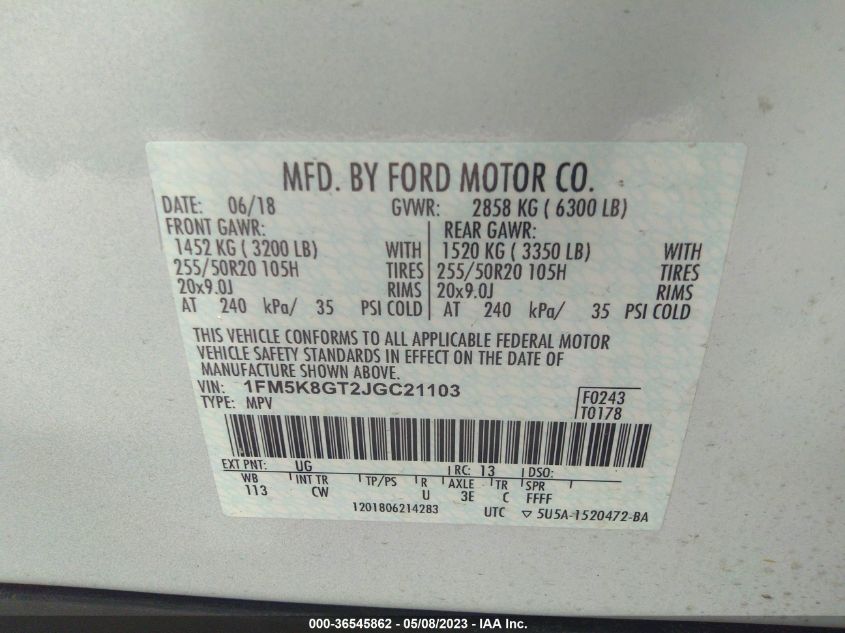 MFD. BY FORD MOTOR CO.
DATE: 06/18 GVWR: 2858 KG ( 6300 LB)
FRONT GAWR: REAR GAWR:
1452 KG ( 3200 LB) WITH 1520 KG ( 3350 LB) WITH
255/50R20 105H TIRES 255/50R20 105H TIRES
20x9.0J RIMS 20x9.0J RIMS
AT 240 kPa/ 35 PSI COLD AT 240 kPa/ 35 PSI COLD
THIS VEHICLE CONFORMS TO ALL APPLICABLE FEDERAL MOTOR
VEHICLE SAFETY STANDARDS IN EFFECT ON THE DATE OF
MANUFACTURE SHOWN ABOVE.
VIN: 1FM5K8GT2JGC21103 F0243
TYPE: MPV T0178
EXT PNT: UG RC: 13 DSO:
WB INT TR TP/PS R AXLE TR SPR
113 CW U 3E C FFFF
1201806214283 UTC ▽ 5U5A-1520472-BA
000-36545862 - 05/08/2023 - IAA Inc.